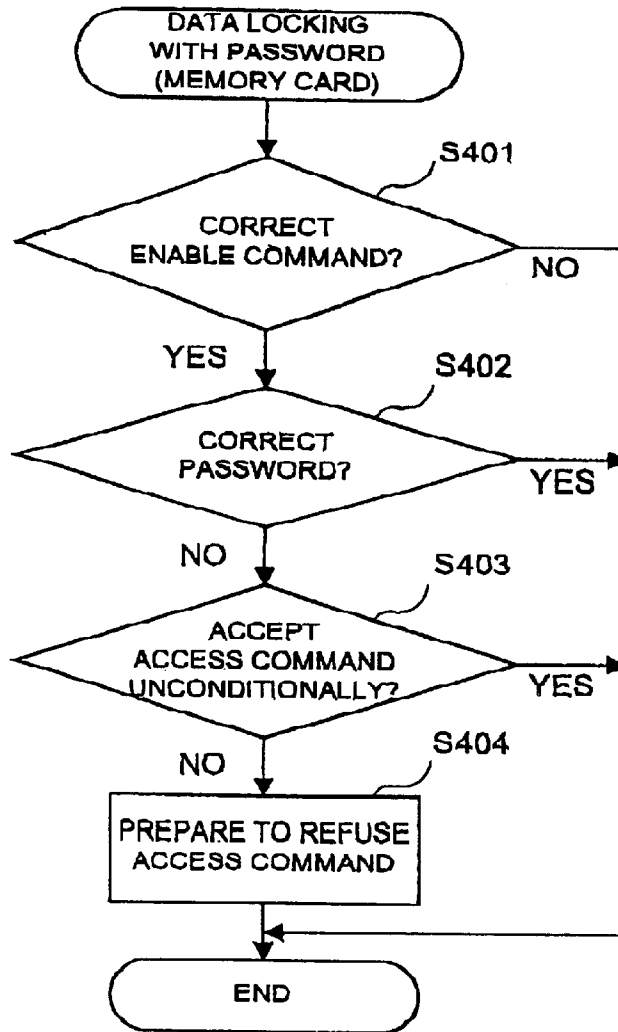 DATA LOCKING
WITH PASSWORD
(MEMORY CARD)
S401
CORRECT
ENABLE COMMAND?
NO
YES
S402
CORRECT
PASSWORD?
YES
NO
S403
ACCEPT
ACCESS COMMAND
UNCONDITIONALLY?
YES
NO
S404
PREPARE TO REFUSE
ACCESS COMMAND
END